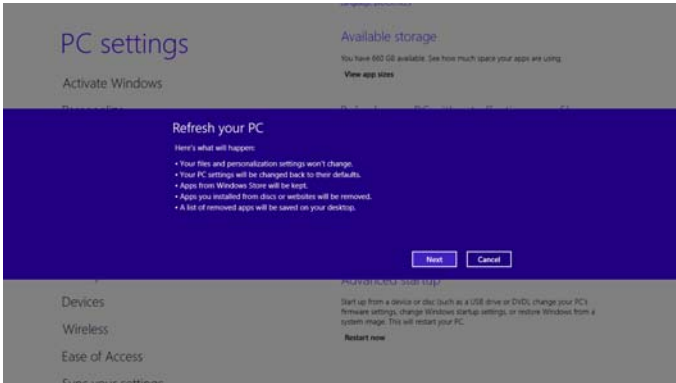 PC settings
Activate Windows
Available storage
You have 660 GB available. See how much space your apps are using.
View app sizes
Refresh your PC
Here's what will happen:
• Your files and personalization settings won't change.
• Your PC settings will be changed back to their defaults.
• Apps from Windows Store will be kept.
• Apps you installed from discs or websites will be removed.
• A list of removed apps will be saved on your desktop.
Next
Cancel
Devices
Wireless
Ease of Access
Sync your settings
Advanced startup
Start up from a device or disc (such as a USB drive or DVD), change your PC's
firmware settings, change Windows startup settings, or restore Windows from a
system image. This will restart your PC.
Restart now